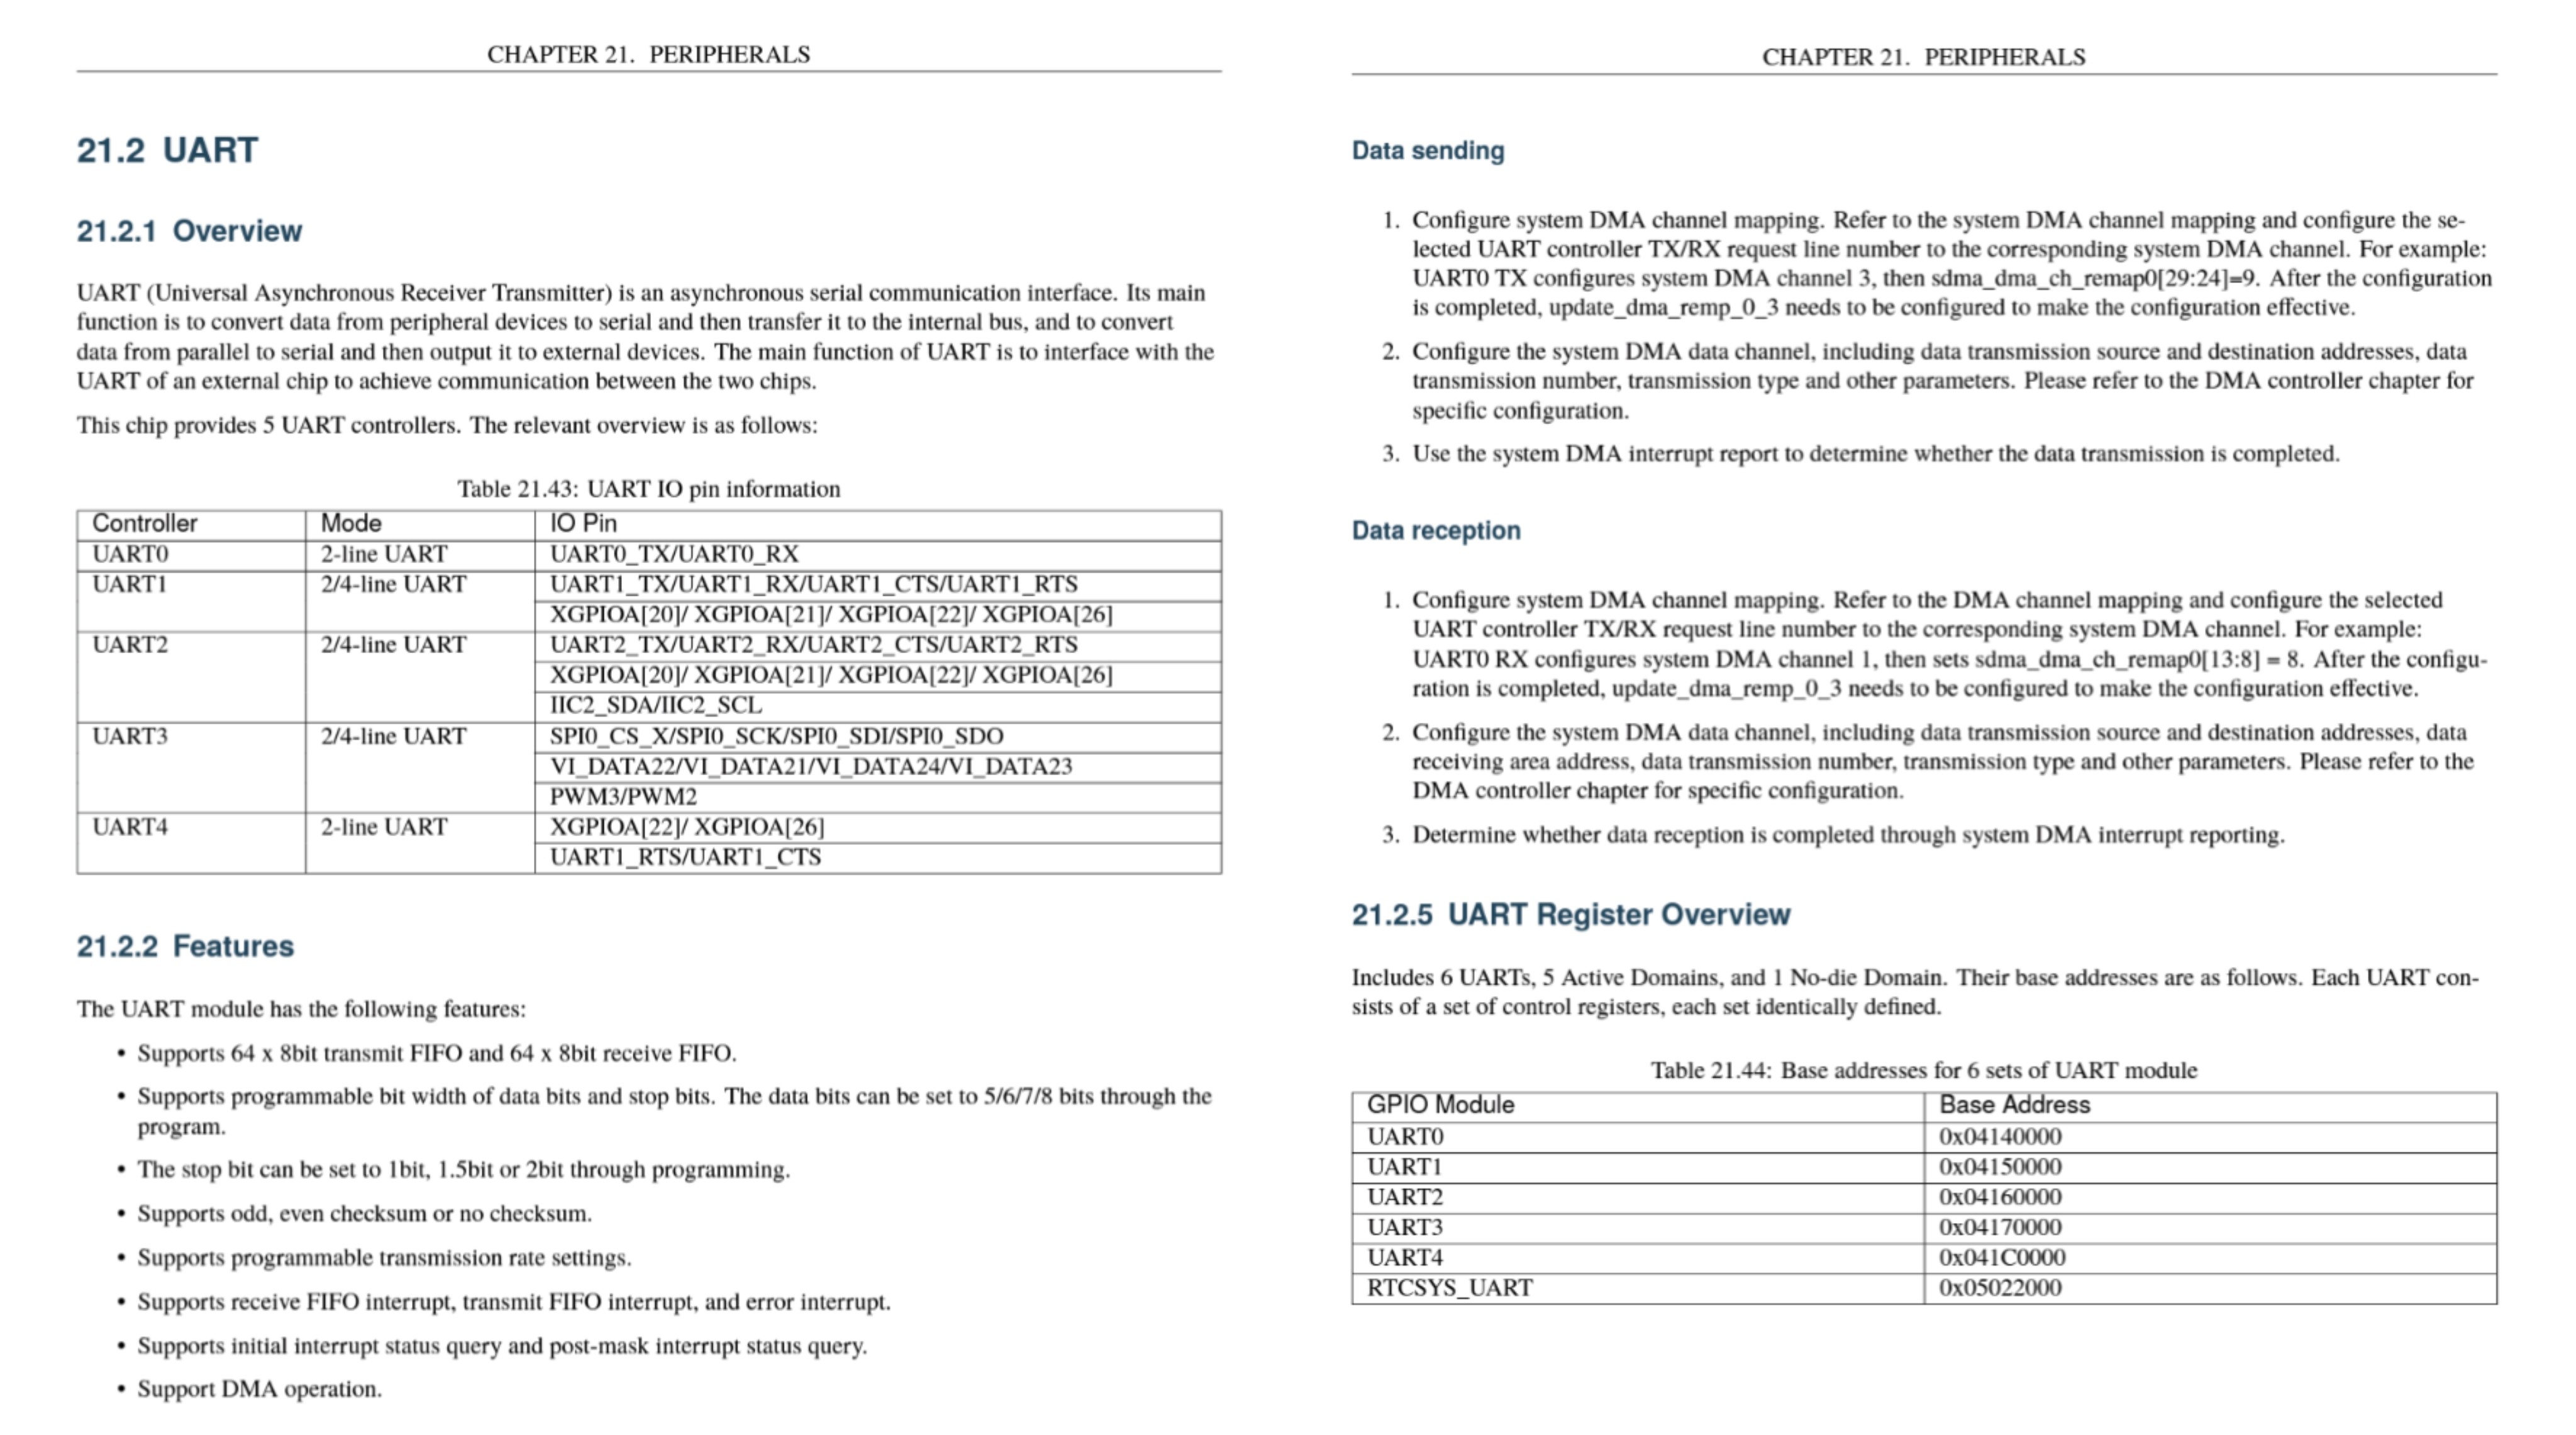 CHAPTER 21. PERIPHERALS
21.2 UART
21.2.1 Overview
UART (Universal Asynchronous Receiver Transmitter) is an asynchronous serial communication interface. Its main
function is to convert data from peripheral devices to serial and then transfer it to the internal bus, and to convert
data from parallel to serial and then output it to external devices. The main function of UART is to interface with the
UART of an external chip to achieve communication between the two chips.
This chip provides 5 UART controllers. The relevant overview is as follows:
Table 21.43: UART IO pin information
Controller Mode IO Pin
UART0 2-line UART UART0_TX/UART0_RX
UART1 2/4-line UART UART1_TX/UART1_RX/UART1_CTS/UART1_RTS
XGPIOA[20]/ XGPIOA[21]/ XGPIOA[22]/ XGPIOA[26]
UART2 2/4-line UART UART2_TX/UART2_RX/UART2_CTS/UART2_RTS
XGPIOA[20]/ XGPIOA[21]/ XGPIOA[22]/ XGPIOA[26]
IIC2_SDA/IIC2_SCL
UART3 2/4-line UART SPI0_CS_X/SPI0_SCK/SPI0_SDI/SPI0_SDO
VI_DATA22/VI_DATA21/VI_DATA24/VI_DATA23
PWM3/PWM2
UART4 2-line UART XGPIOA[22]/ XGPIOA[26]
UART1_RTS/UART1_CTS
21.2.2 Features
The UART module has the following features:
• Supports 64 x 8bit transmit FIFO and 64 x 8bit receive FIFO.
• Supports programmable bit width of data bits and stop bits. The data bits can be set to 5/6/7/8 bits through the
program.
• The stop bit can be set to 1bit, 1.5bit or 2bit through programming.
• Supports odd, even checksum or no checksum.
• Supports programmable transmission rate settings.
• Supports receive FIFO interrupt, transmit FIFO interrupt, and error interrupt.
• Supports initial interrupt status query and post-mask interrupt status query.
• Support DMA operation.
CHAPTER 21. PERIPHERALS
Data sending
1. Configure system DMA channel mapping. Refer to the system DMA channel mapping and configure the se-
lected UART controller TX/RX request line number to the corresponding system DMA channel. For example:
UART0 TX configures system DMA channel 3, then sdma_dma_ch_remap0[29:24]=9. After the configuration
is completed, update_dma_remp_0_3 needs to be configured to make the configuration effective.
2. Configure the system DMA data channel, including data transmission source and destination addresses, data
transmission number, transmission type and other parameters. Please refer to the DMA controller chapter for
specific configuration.
3. Use the system DMA interrupt report to determine whether the data transmission is completed.
Data reception
1. Configure system DMA channel mapping. Refer to the DMA channel mapping and configure the selected
UART controller TX/RX request line number to the corresponding system DMA channel. For example:
UART0 RX configures system DMA channel 1, then sets sdma_dma_ch_remap0[13:8] = 8. After the configu-
ration is completed, update_dma_remp_0_3 needs to be configured to make the configuration effective.
2. Configure the system DMA data channel, including data transmission source and destination addresses, data
receiving area address, data transmission number, transmission type and other parameters. Please refer to the
DMA controller chapter for specific configuration.
3. Determine whether data reception is completed through system DMA interrupt reporting.
21.2.5 UART Register Overview
Includes 6 UARTs, 5 Active Domains, and 1 No-die Domain. Their base addresses are as follows. Each UART con-
sists of a set of control registers, each set identically defined.
Table 21.44: Base addresses for 6 sets of UART module
GPIO Module Base Address
UART0 0x04140000
UART1 0x04150000
UART2 0x04160000
UART3 0x04170000
UART4 0x041C0000
RTCSYS_UART 0x05022000